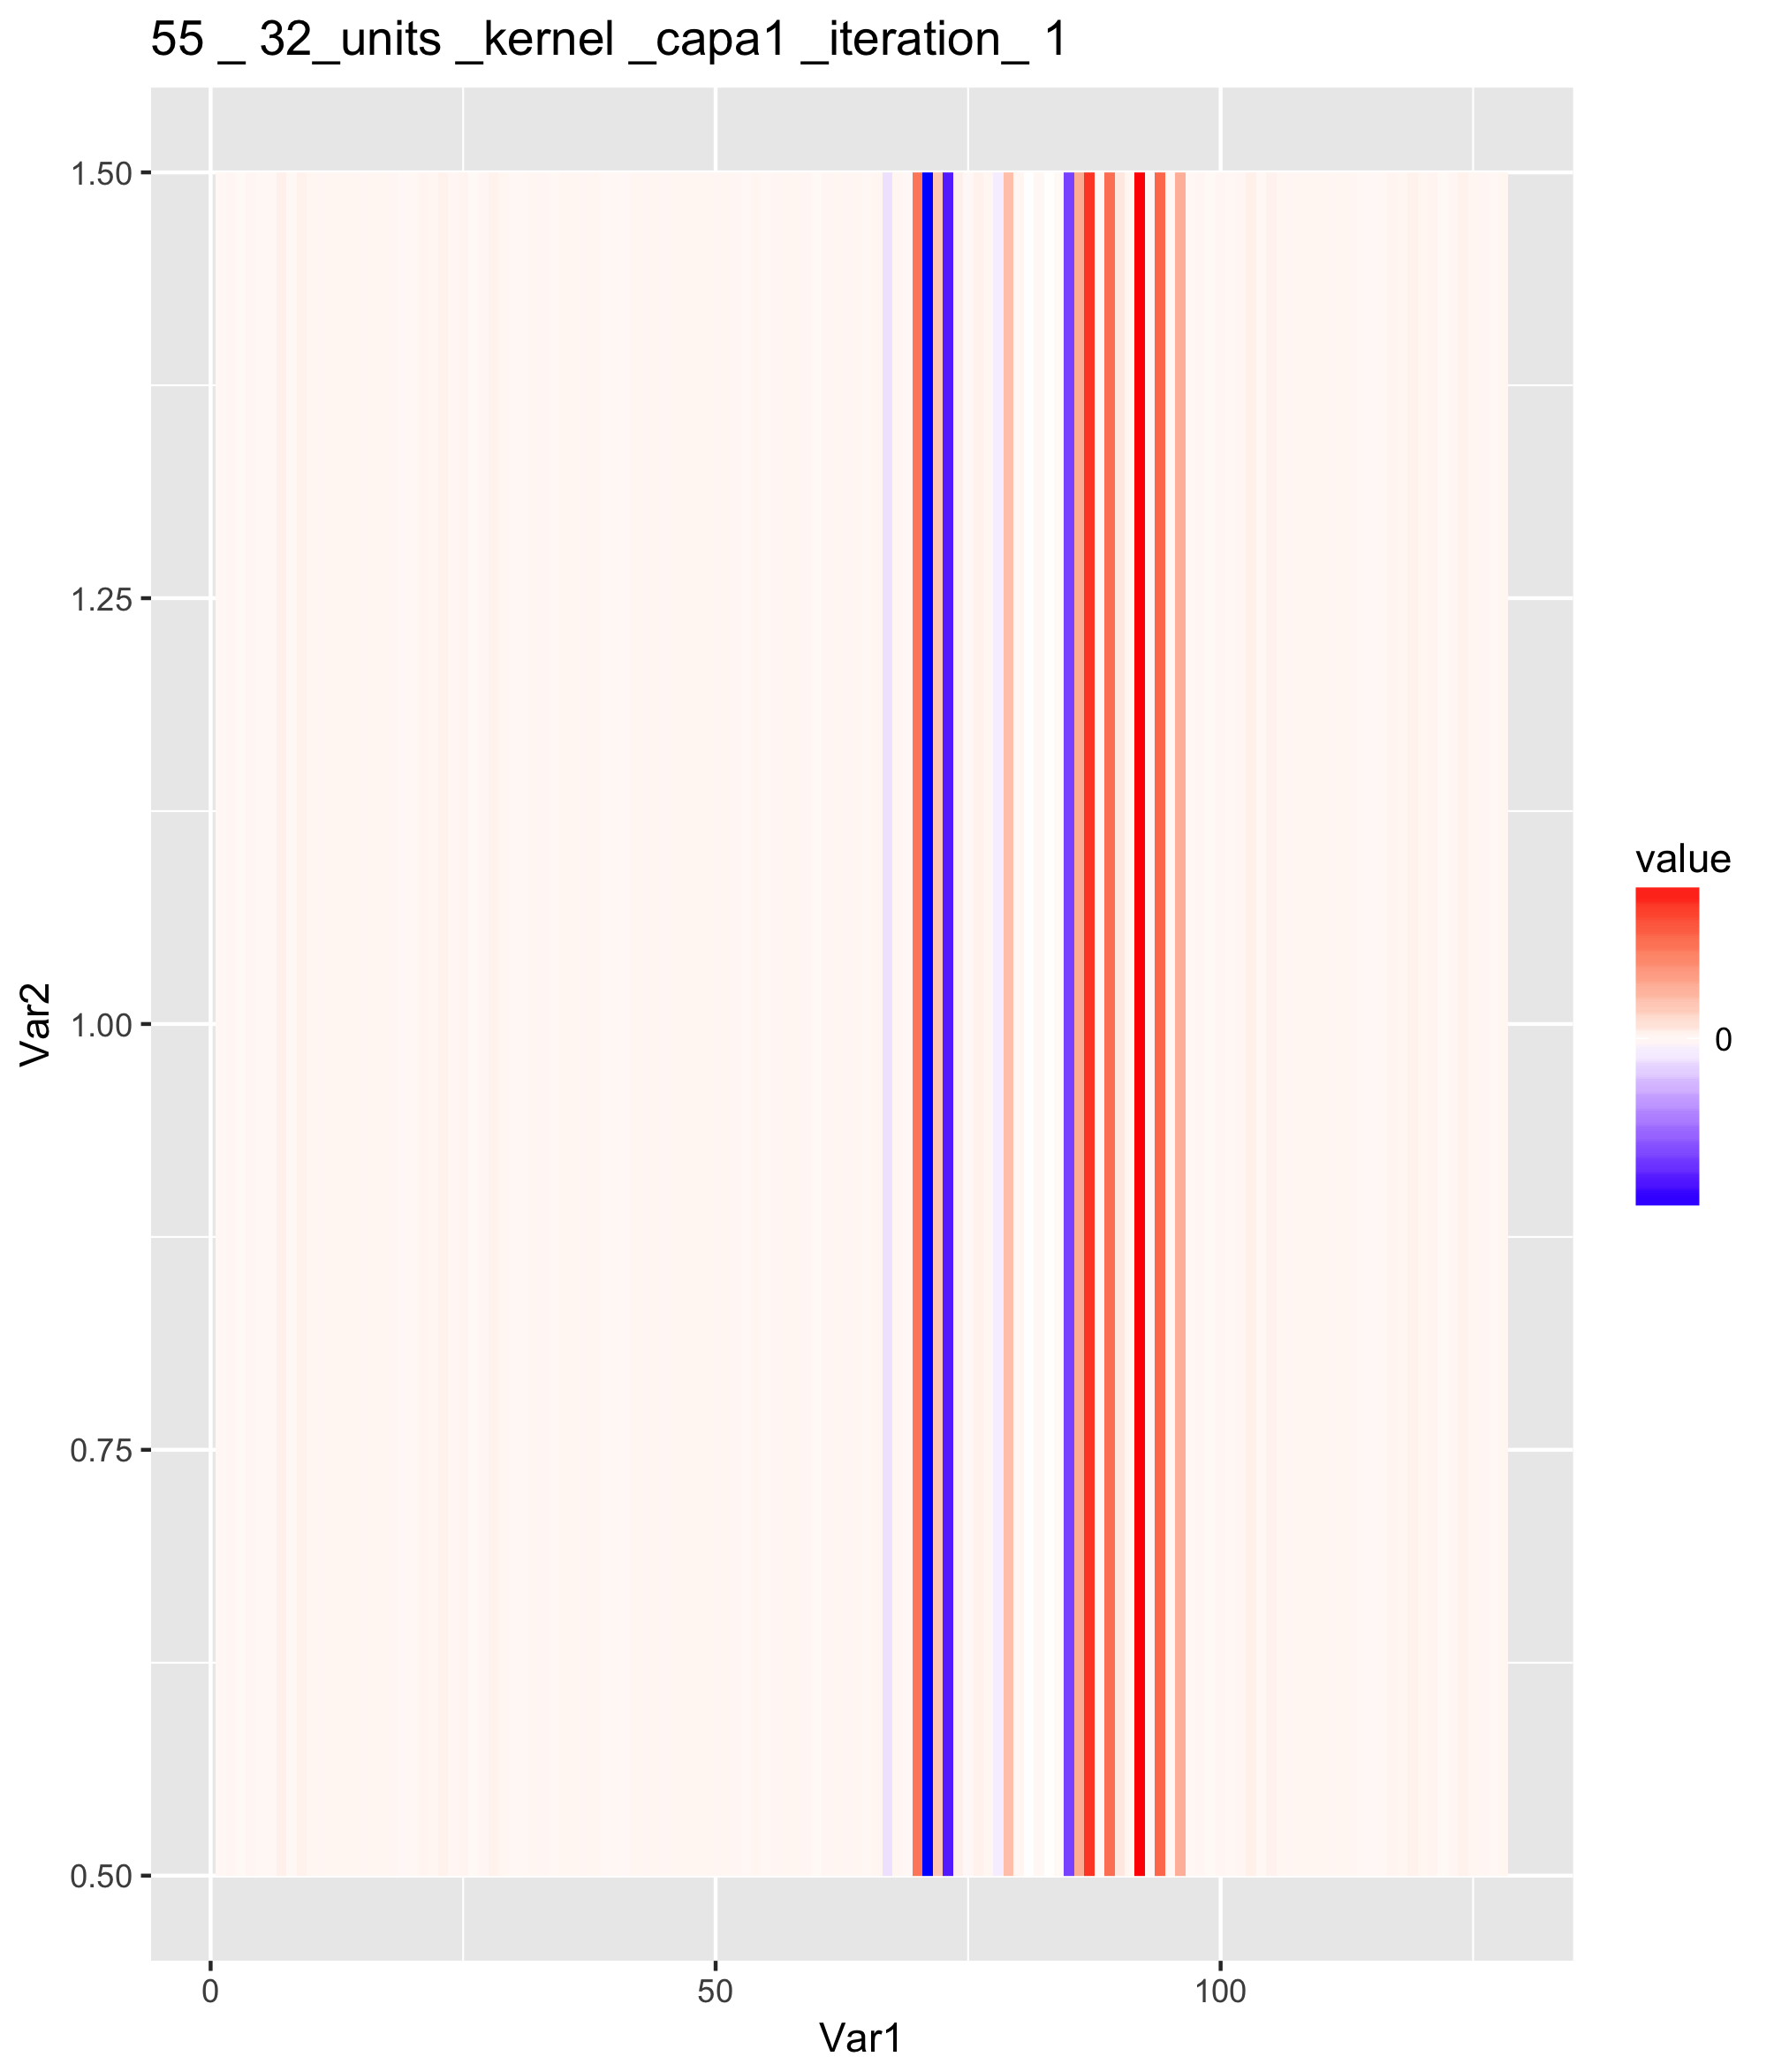 55 _ 32_units _kernel _capa1 _iteration_ 1
1.50
1.25
1.00
0.75
0.50
Var2
0
50
100
Var1
value
0